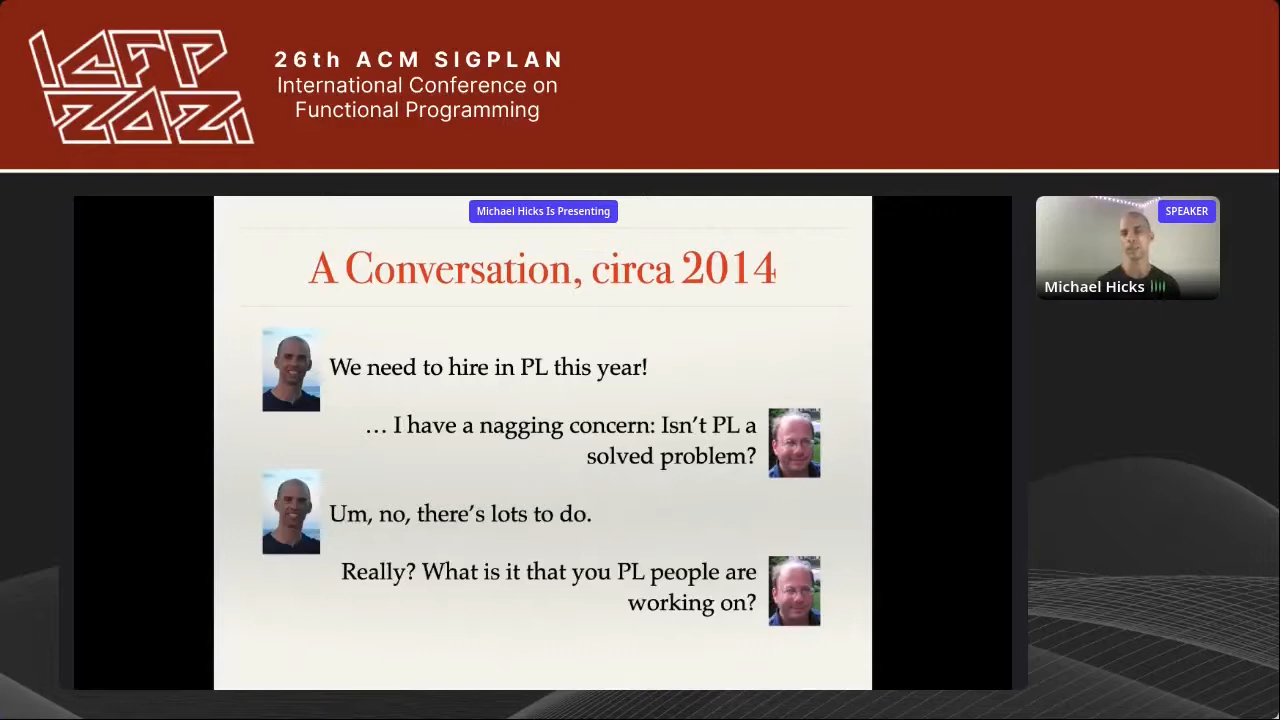 ICFP
2021
26th ACM SIGPLAN
International Conference on
Functional Programming
Michael Hicks Is Presenting
SPEAKER
Michael Hicks
A Conversation, circa 2014
We need to hire in PL this year!
… I have a nagging concern: Isn’t PL a
solved problem?
Um, no, there’s lots to do.
Really? What is it that you PL people are
working on?